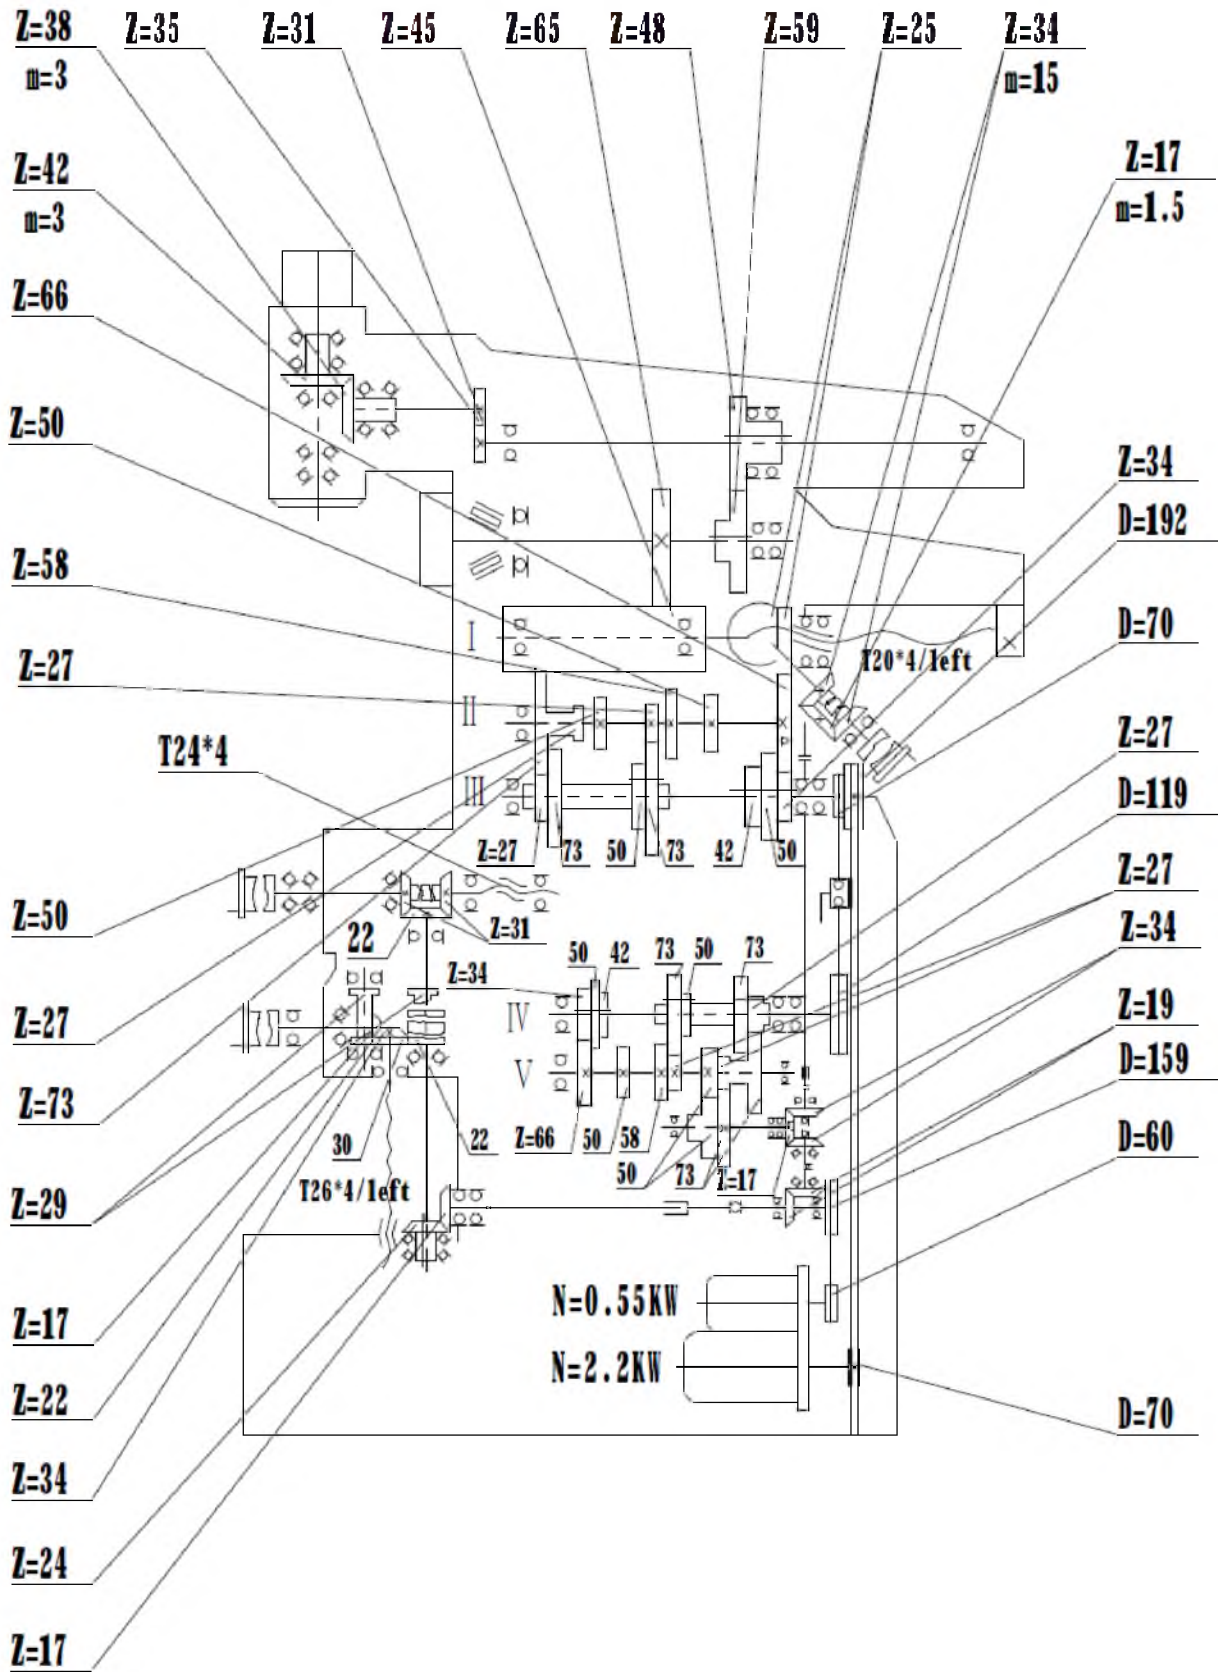 Z=38 Z=35 Z=31 Z=45 Z=65 Z=48 Z=59 Z=25 Z=34
m=3 m=15
Z=42 Z=17
m=3 m=1.5
Z=66
Z=50 Z=34
D=192
Z=58
I D=70
T20*4/left
Z=27
II
T24*4 Z=27
III D=119
Z=27 73 50 73 42 50
Z=27
Z=50 22 Z=31 Z=34
50 42 73 50 73
Z=34
Z=27 IV Z=19
V D=159
Z=73
30 22 Z=66 50 58 D=60
50 73 Z=17
T26*4/left
Z=29
N=0.55KW
Z=17
N=2.2KW
Z=22 D=70
Z=34
Z=24
Z=17